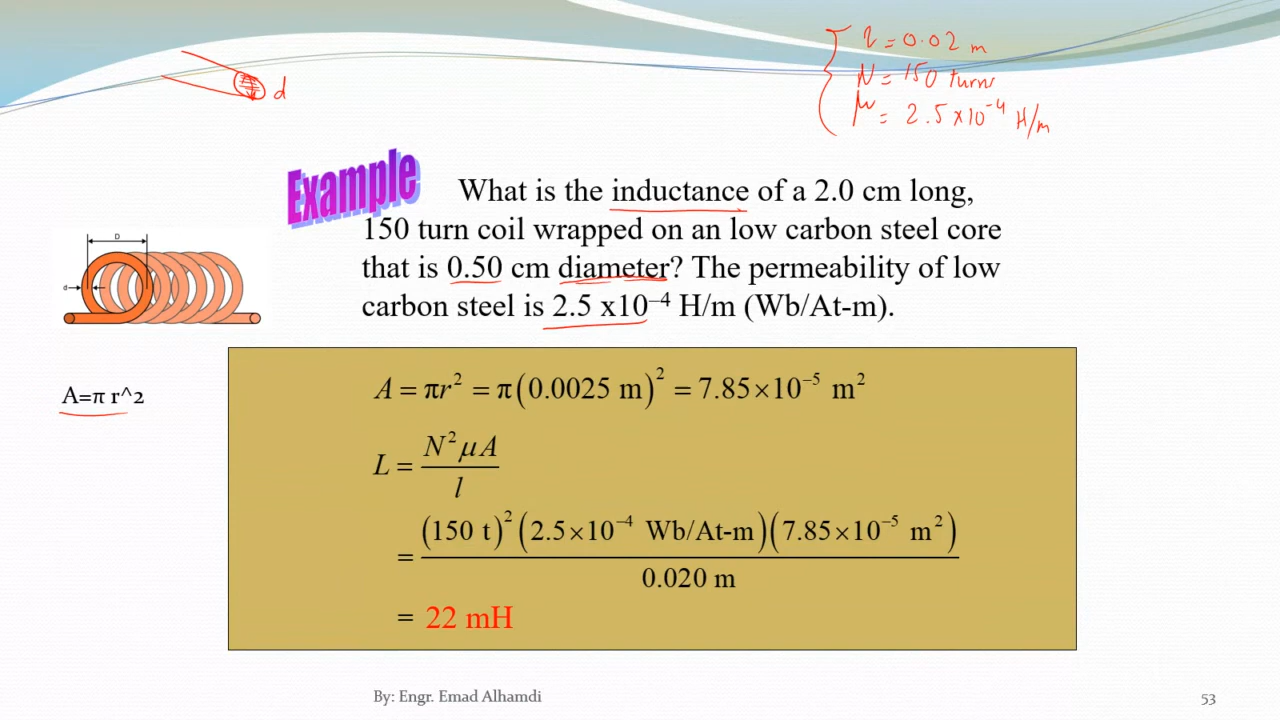 l = 0.02 m
N = 150 turns
μ = 2.5×10⁻⁴ H/m
d
Example
What is the inductance of a 2.0 cm long,
150 turn coil wrapped on an low carbon steel core
that is 0.50 cm diameter? The permeability of low
carbon steel is 2.5 x10⁻⁴ H/m (Wb/At-m).
D
d
A=π r^2
A = πr² = π(0.0025 m)² = 7.85×10⁻⁵ m²
L = N²μA / l
= (150 t)²(2.5×10⁻⁴ Wb/At-m)(7.85×10⁻⁵ m²) / 0.020 m
= 22 mH
By: Engr. Emad Alhamdi
53